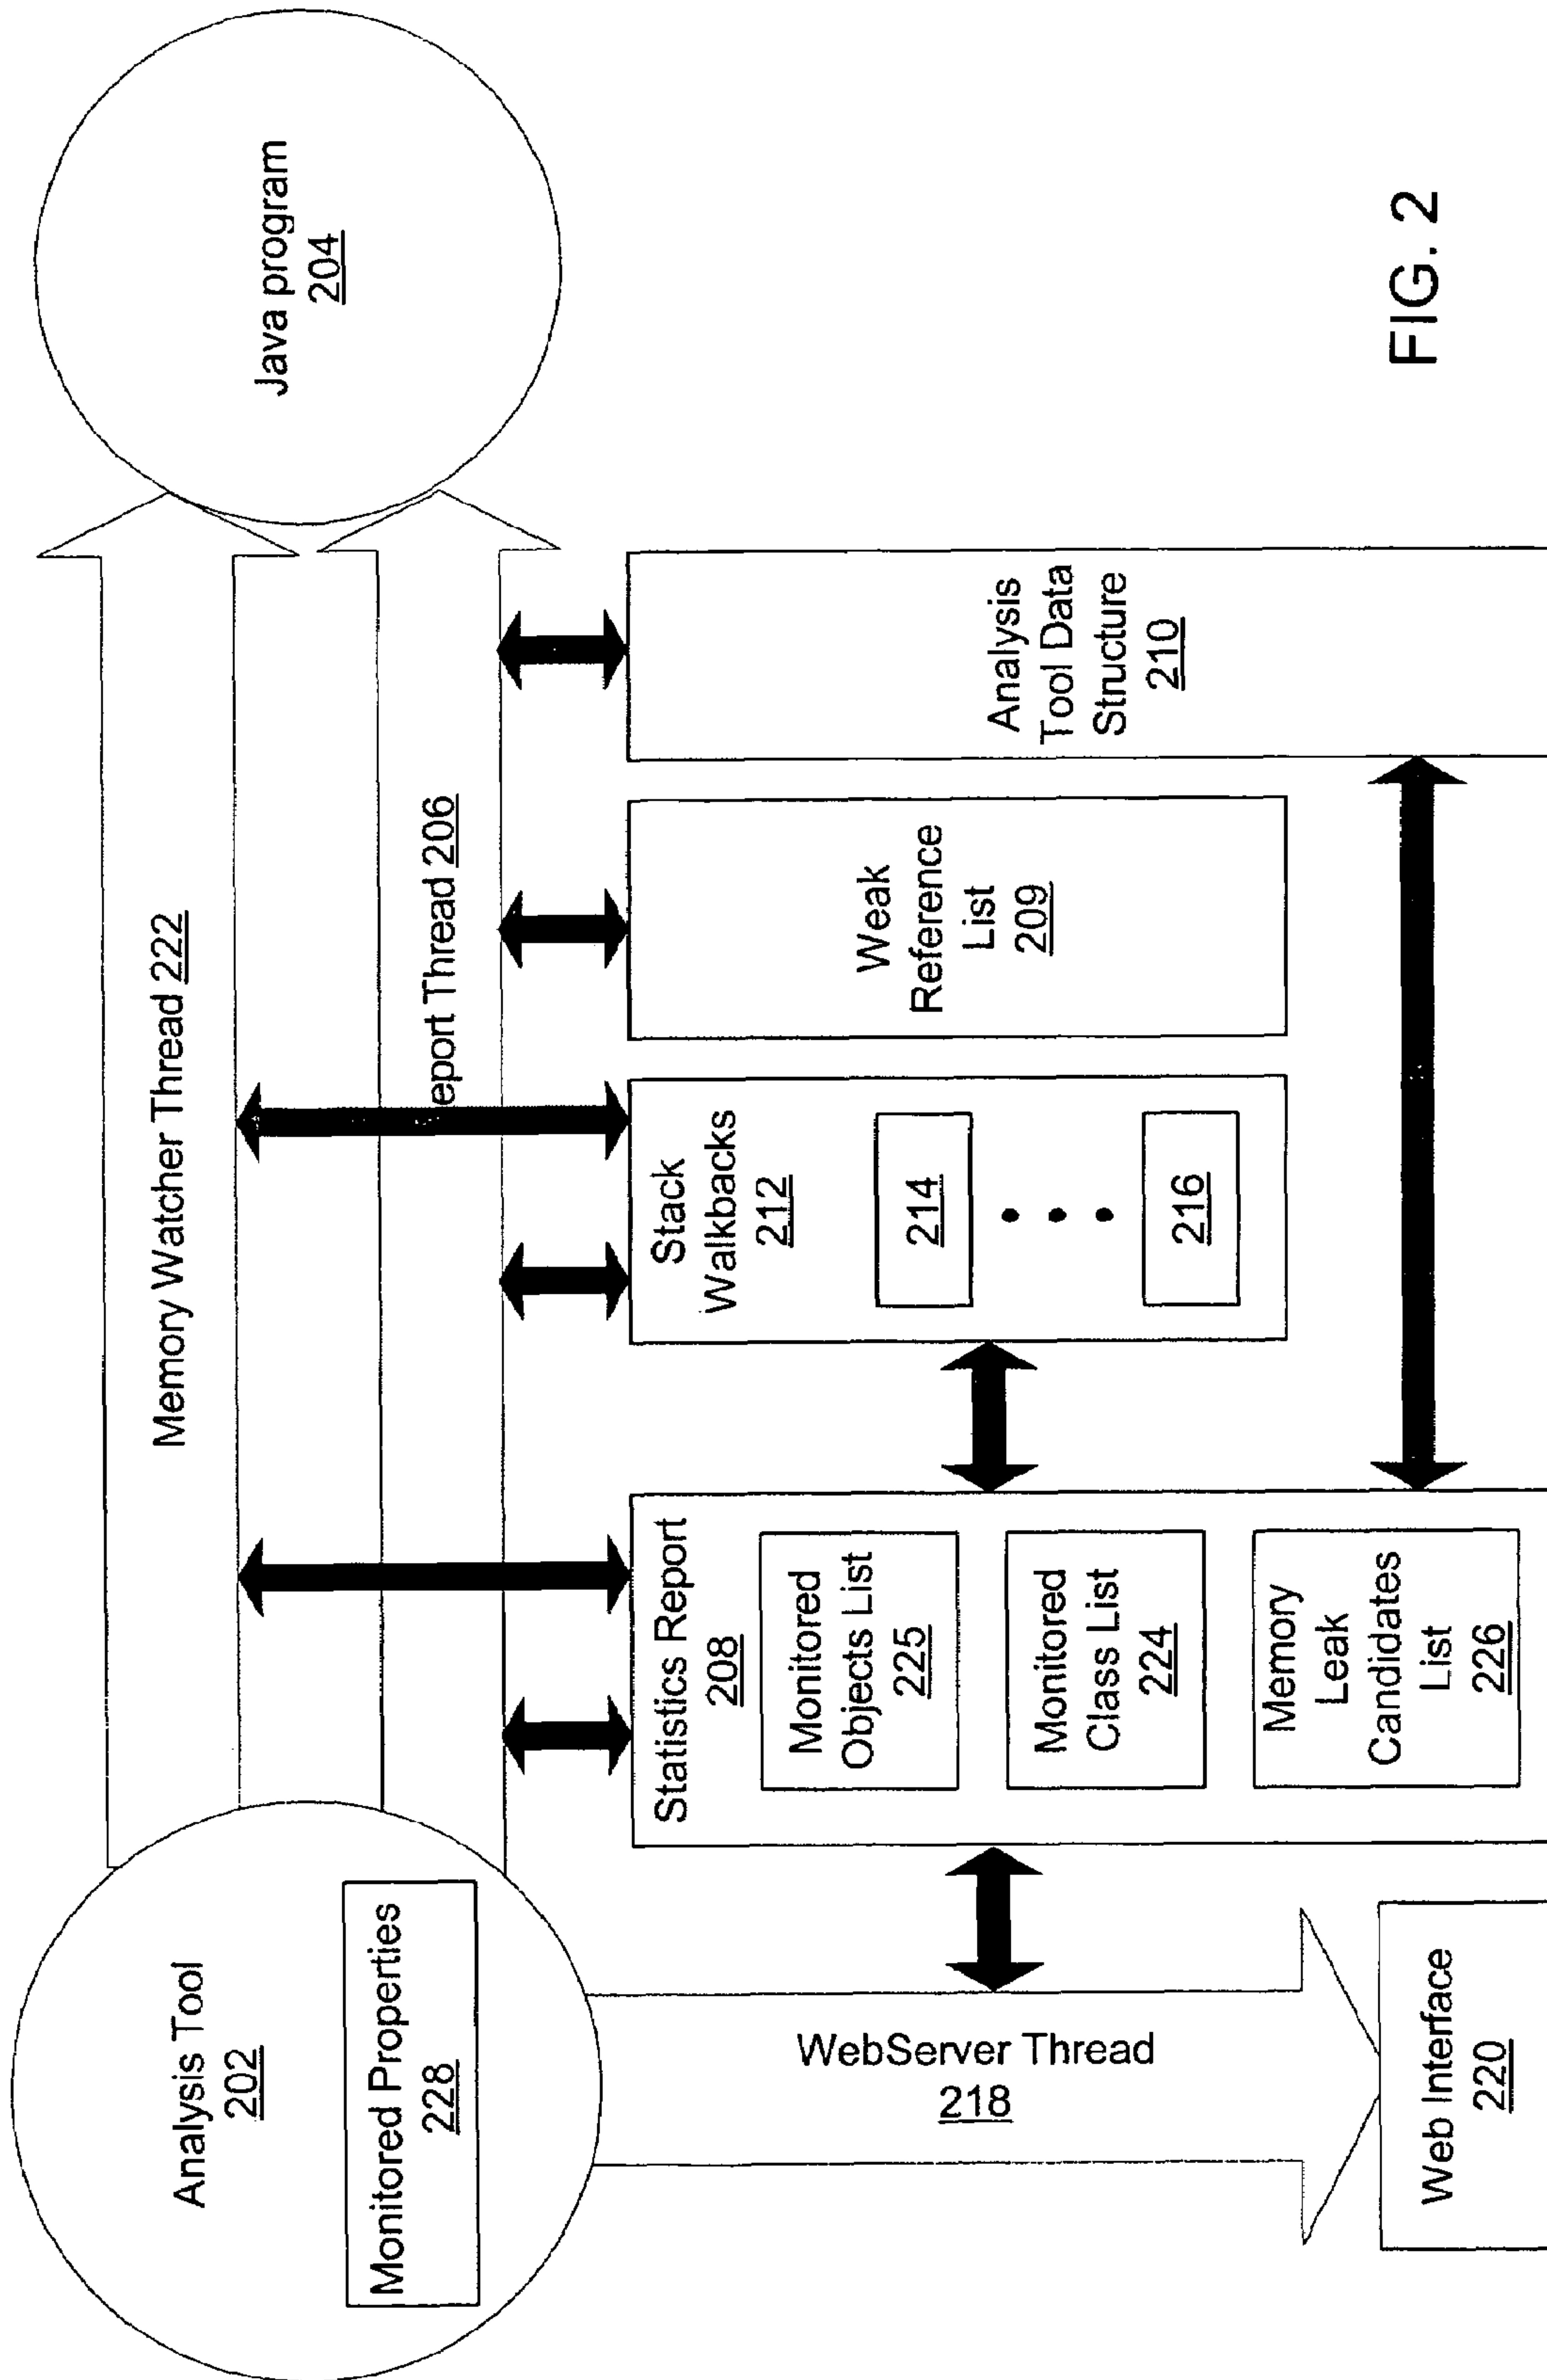 Analysis Tool
202
Monitored Properties
228
Java program
204
Memory Watcher Thread 222
eport Thread 206
Statistics Report
208
Monitored
Objects List
225
Monitored
Class List
224
Memory
Leak
Candidates
List
226
Stack
Walkbacks
212
214
216
Weak
Reference
List
209
Analysis
Tool Data
Structure
210
WebServer Thread
218
Web Interface
220
FIG. 2